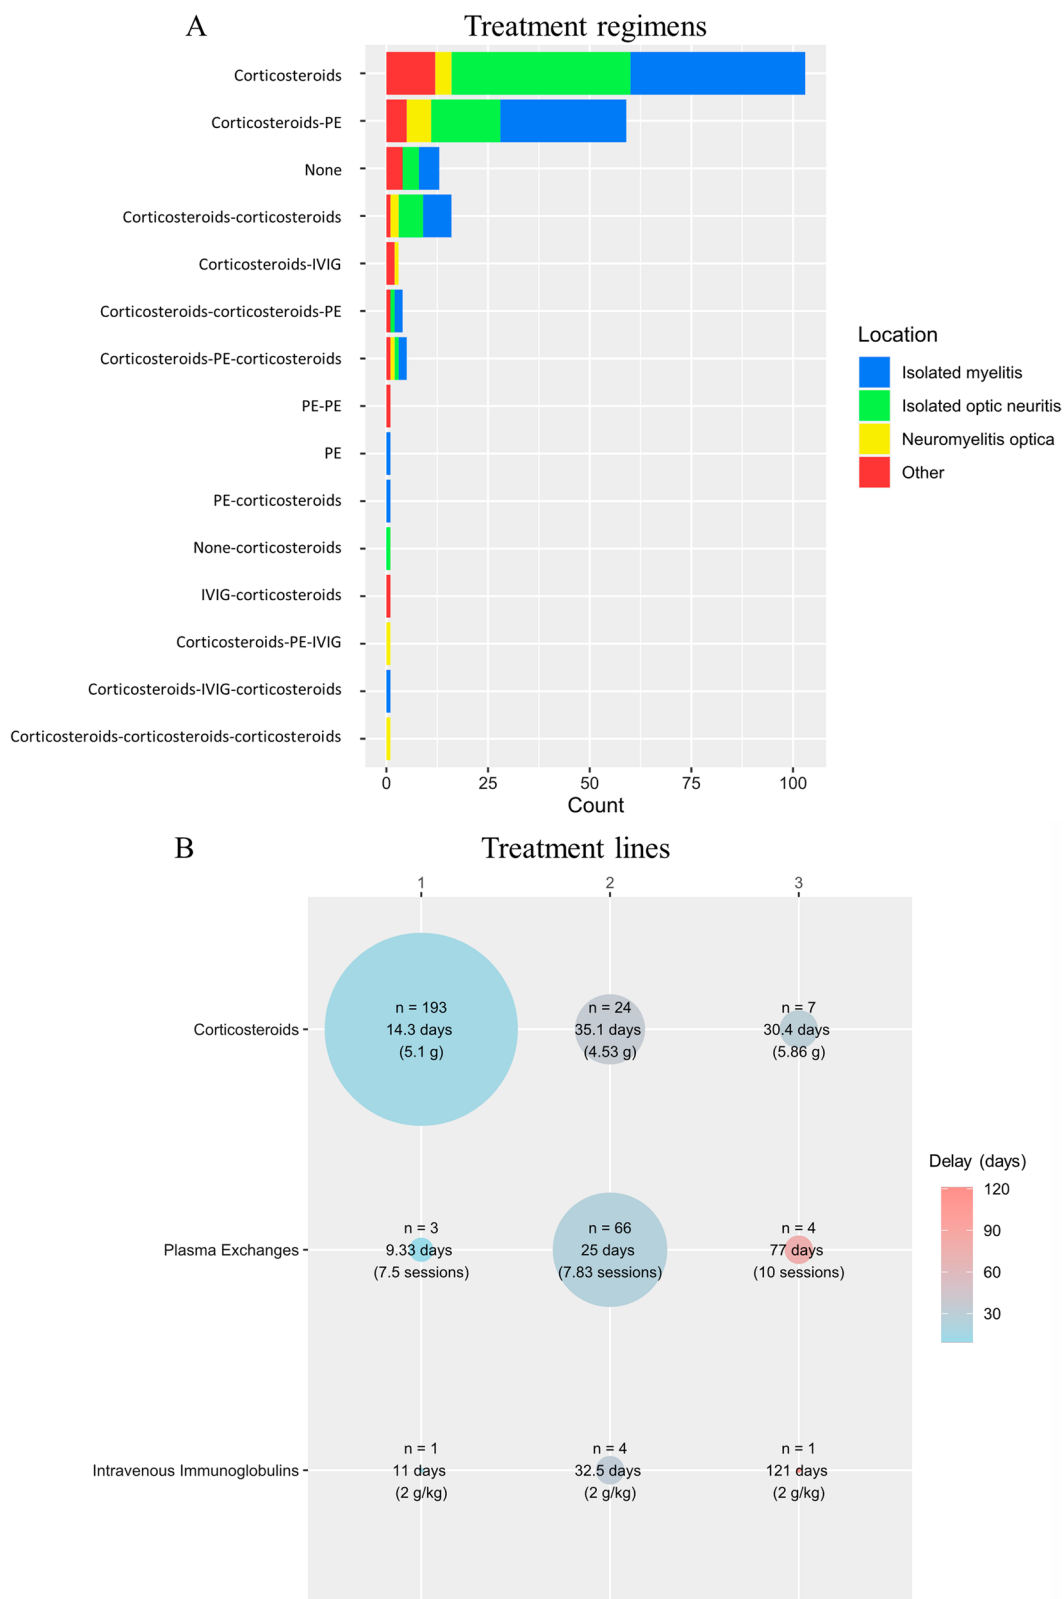 A
Treatment regimens
Corticosteroids
Corticosteroids-PE
None
Corticosteroids-corticosteroids
Corticosteroids-IVIG
Corticosteroids-corticosteroids-PE
Corticosteroids-PE-corticosteroids
PE-PE
PE
PE-corticosteroids
None-corticosteroids
IVIG-corticosteroids
Corticosteroids-PE-IVIG
Corticosteroids-IVIG-corticosteroids
Corticosteroids-corticosteroids-corticosteroids
0 25 50 75 100
Count
Location
Isolated myelitis
Isolated optic neuritis
Neuromyelitis optica
Other
B
Treatment lines
1 2 3
Corticosteroids
n = 193
14.3 days
(5.1 g)
n = 24
35.1 days
(4.53 g)
n = 7
30.4 days
(5.86 g)
Plasma Exchanges
n = 3
9.33 days
(7.5 sessions)
n = 66
25 days
(7.83 sessions)
n = 4
77 days
(10 sessions)
Intravenous Immunoglobulins
n = 1
11 days
(2 g/kg)
n = 4
32.5 days
(2 g/kg)
n = 1
121 days
(2 g/kg)
Delay (days)
120
90
60
30